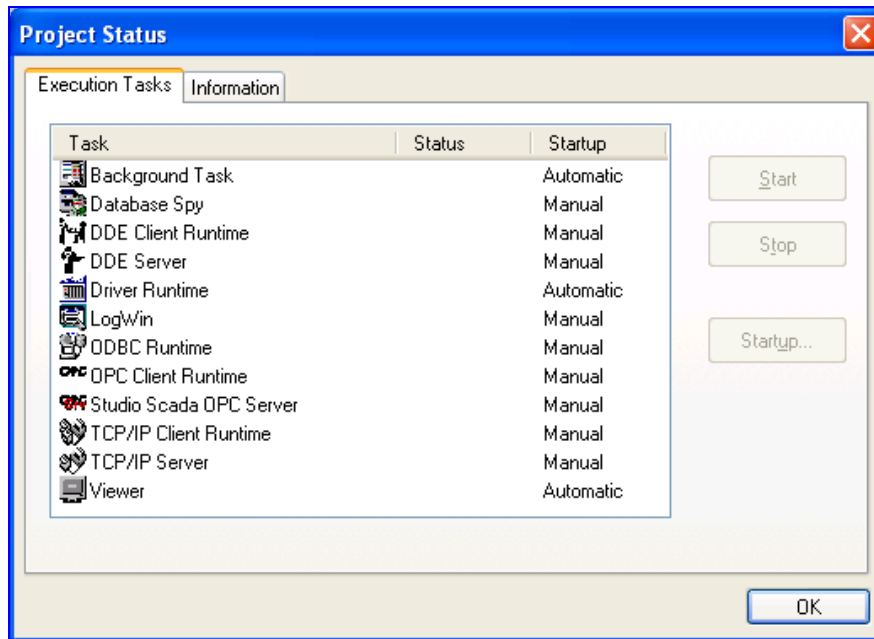 Project Status
Execution Tasks Information
Task Status Startup
Background Task Automatic
Database Spy Manual
DDE Client Runtime Manual
DDE Server Manual
Driver Runtime Automatic
LogWin Manual
ODBC Runtime Manual
OPC Client Runtime Manual
Studio Scada OPC Server Manual
TCP/IP Client Runtime Manual
TCP/IP Server Manual
Viewer Automatic
Start
Stop
Startup...
OK